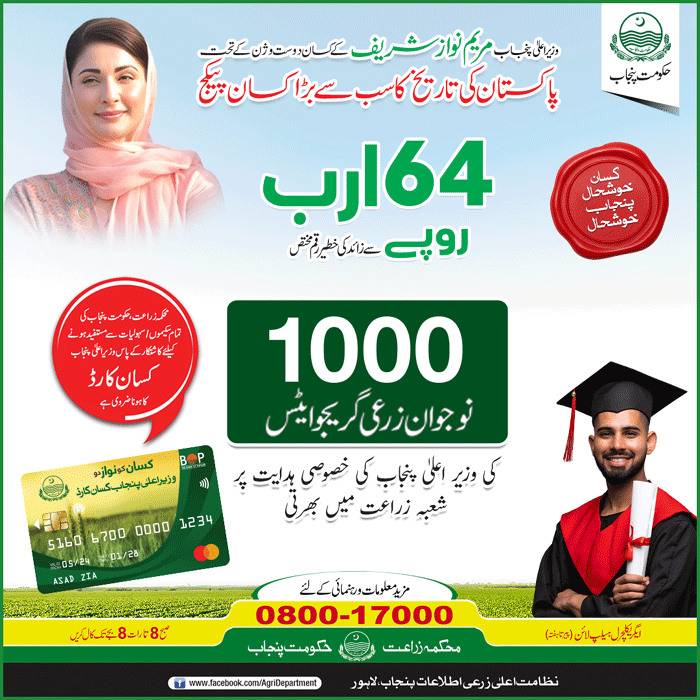 وزیراعلیٰ پنجاب مریم نواز شریف کے کسان دوست وژن کے تحت
پاکستان کی تاریخ کا سب سے بڑا کسان پیکج
حکومت پنجاب
64 ارب
روپے سے زائد کی خطیر رقم مختص
کسان
خوشحال
پنجاب
خوشحال
محکمہ زراعت، حکومت پنجاب کی
تمام سکیموں/سہولیات سے مستفید ہونے
کیلئے کاشتکار کے پاس وزیراعلیٰ پنجاب
کسان کارڈ
کا ہونا ضروری ہے
1000
نوجوان زرعی گریجوایٹس
کی وزیر اعلیٰ پنجاب کی خصوصی ہدایت پر
شعبہ زراعت میں بھرتی
کسان کو نواز دو
وزیراعلیٰ پنجاب کسان کارڈ
BOP
5160 6700 0000 1234
05/24 01/28
ASAD ZIA
مزید معلومات و رہنمائی کے لئے
0800-17000
ایگریکلچرل ہیلپ لائن (پیر تا ہفتہ)
صبح 8 تا رات 8 بجے تک کال کریں
محکمہ زراعت حکومت پنجاب
نظامت اعلیٰ زرعی اطلاعات پنجاب، لاہور
www.facebook.com/AgriDepartment